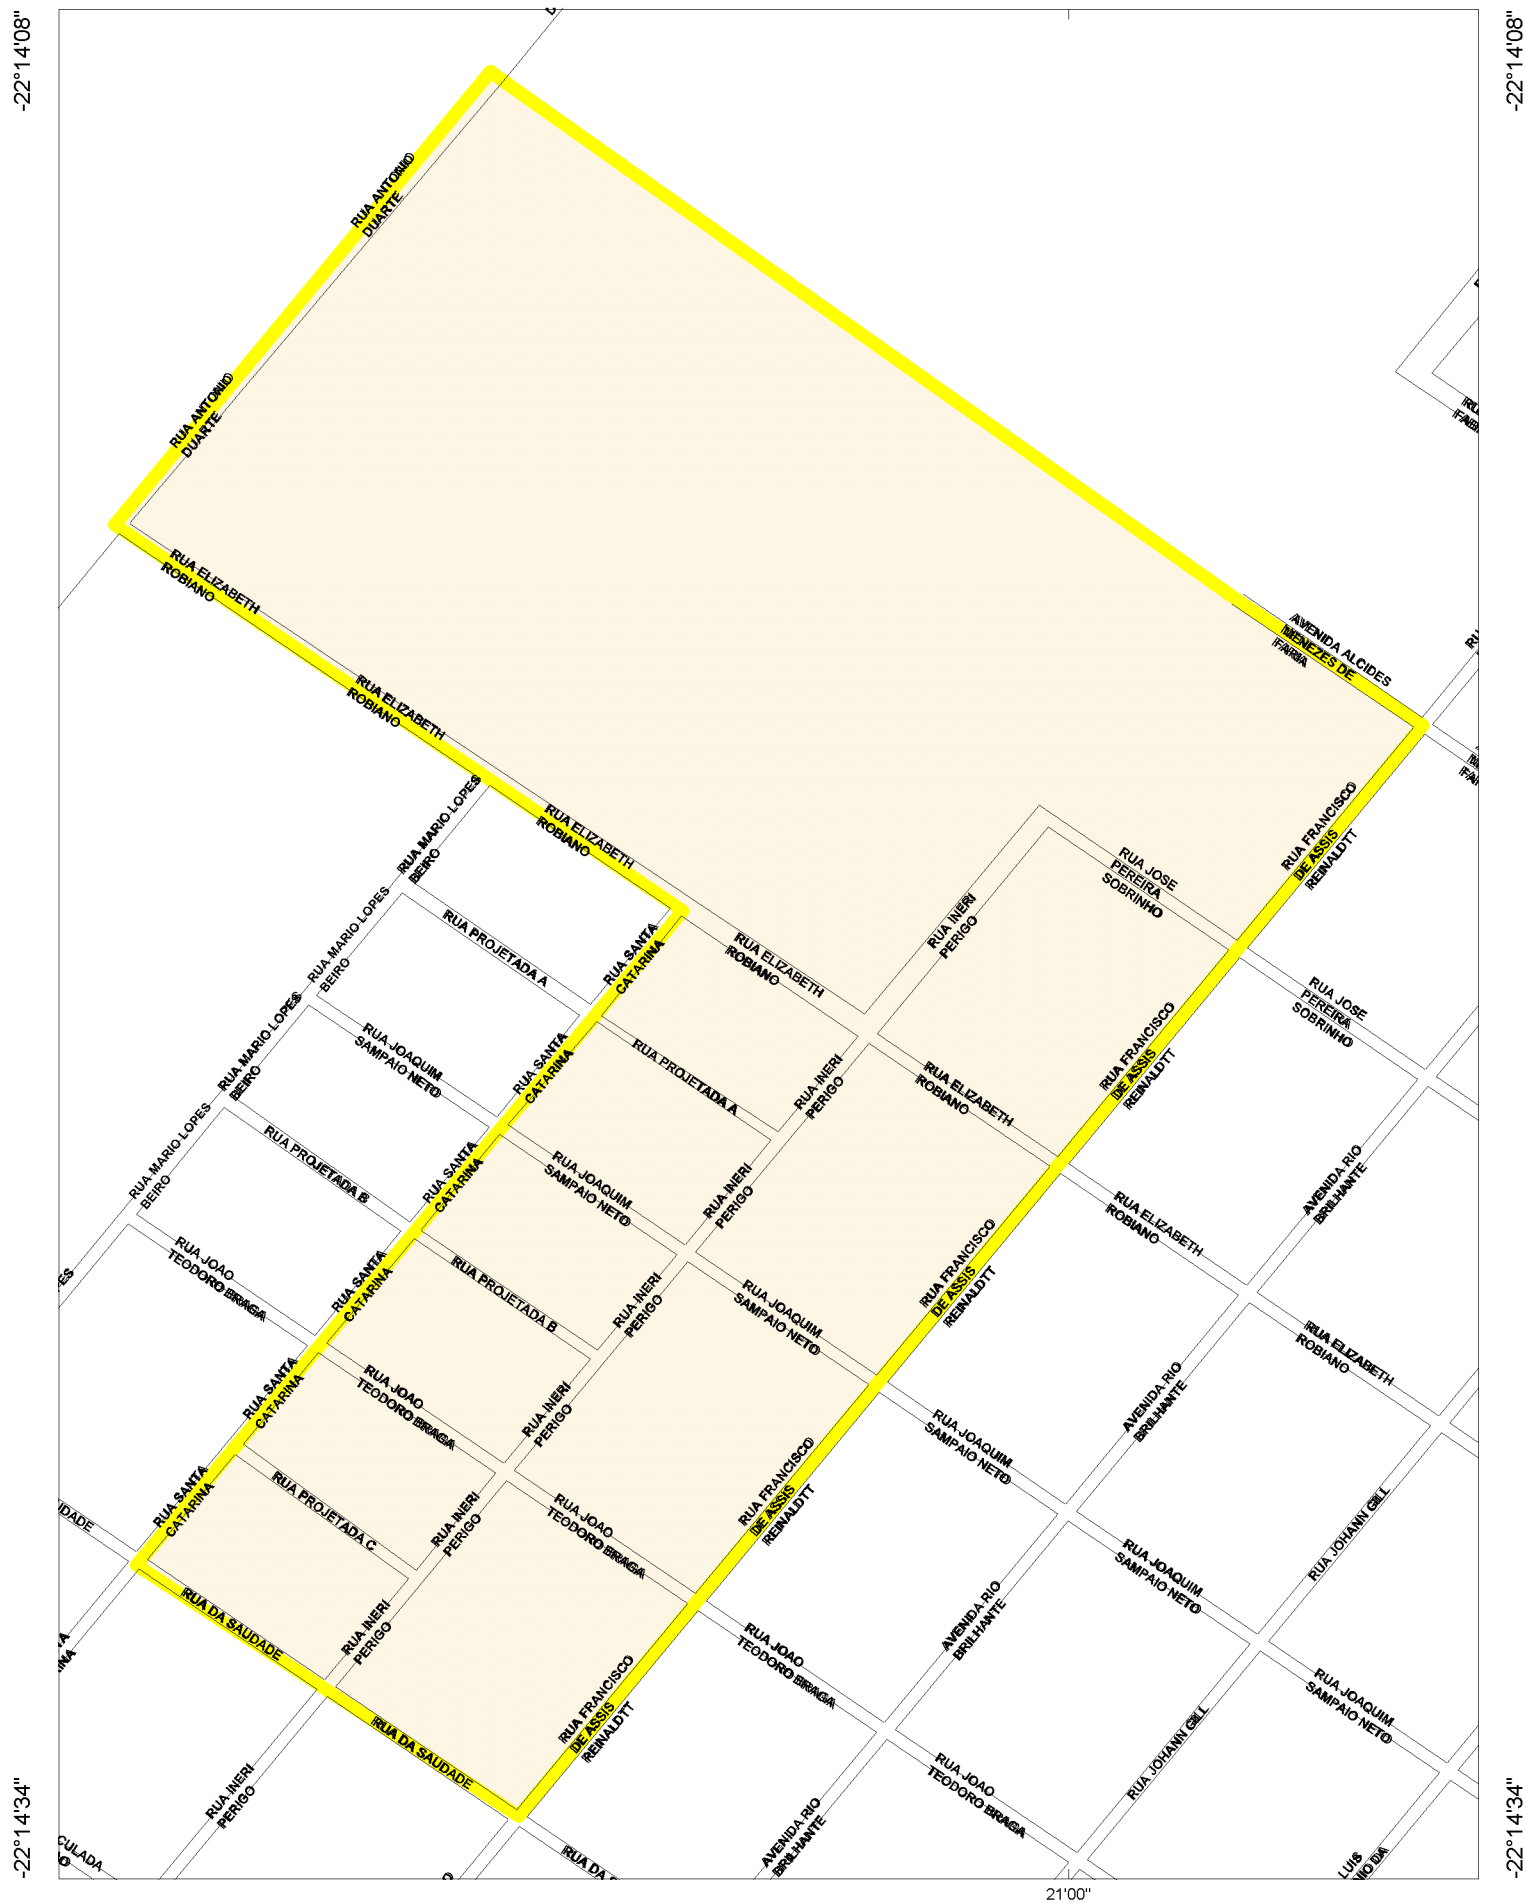 -22°14'08"
-22°14'08"
RUA ANTONIO
DUARTE
RUA ANTONIO
DUARTE
RUA ELIZABETH
ROBIANO
RUA ELIZABETH
ROBIANO
RUA ELIZABETH
ROBIANO
AVENIDA ALCIDES
MENEZES DE
FARIA
RUA MARIO LOPES
BEIRO
RUA MARIO LOPES
BEIRO
RUA MARIO LOPES
BEIRO
RUA MARIO LOPES
BEIRO
RUA FRANCISCO
DE ASSIS
REINALDTT
RUA JOSE
PEREIRA
SOBRINHO
RUA INERI
PERIGO
RUA ELIZABETH
ROBIANO
RUA SANTA
CATARINA
RUA PROJETADA A
RUA JOSE
PEREIRA
SOBRINHO
RUA FRANCISCO
DE ASSIS
REINALDTT
RUA JOAQUIM
SAMPAIO NETO
RUA SANTA
CATARINA
RUA PROJETADA A
RUA INERI
PERIGO
RUA ELIZABETH
ROBIANO
RUA PROJETADA B
RUA SANTA
CATARINA
RUA JOAQUIM
SAMPAIO NETO
RUA INERI
PERIGO
AVENIDA RIO
BRILHANTE
RUA ELIZABETH
ROBIANO
RUA FRANCISCO
DE ASSIS
REINALDTT
RUA JOAO
TEODORO BRAGA
RUA SANTA
CATARINA
RUA PROJETADA B
RUA INERI
PERIGO
RUA JOAQUIM
SAMPAIO NETO
RUA ELIZABETH
ROBIANO
RUA SANTA
CATARINA
RUA JOAO
TEODORO BRAGA
RUA INERI
PERIGO
AVENIDA RIO
BRILHANTE
RUA JOAQUIM
SAMPAIO NETO
RUA FRANCISCO
DE ASSIS
REINALDTT
RUA SANTA
CATARINA
RUA PROJETADA C
RUA INERI
PERIGO
RUA JOAO
TEODORO BRAGA
RUA JOHANN GILL
RUA JOAQUIM
SAMPAIO NETO
IDADE
RUA DA SAUDADE
RUA INERI
PERIGO
AVENIDA RIO
BRILHANTE
RUA JOAO
TEODORO BRAGA
RUA FRANCISCO
DE ASSIS
REINALDTT
RUA JOAQUIM
SAMPAIO NETO
RUA DA SAUDADE
RUA JOHANN GILL
RUA INERI
PERIGO
RUA JOAO
TEODORO BRAGA
AVENIDA RIO
BRILHANTE
CULADA
RUA DA
LUIS
-22°14'34"
-22°14'34"
21'00"